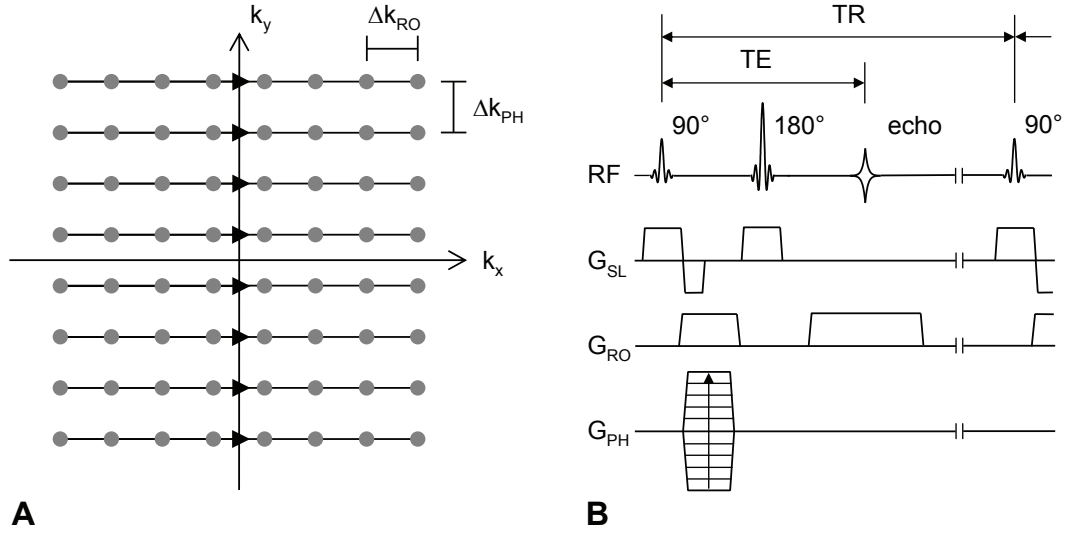 k_y
Δk_RO
Δk_PH
k_x
A
TR
TE
90° 180° echo 90°
RF
G_SL
G_RO
G_PH
B